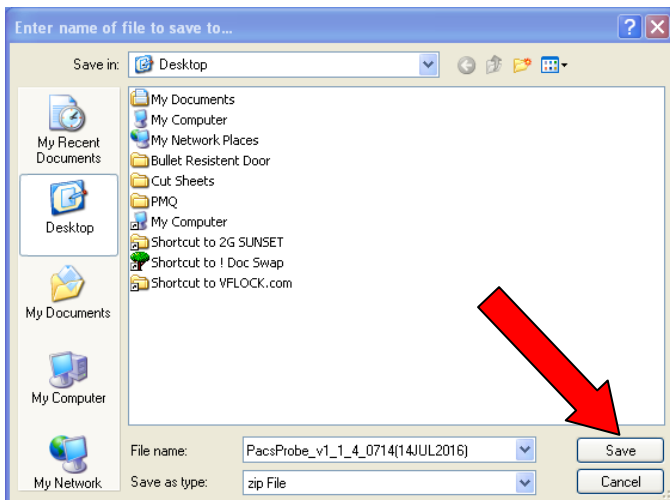 Enter name of file to save to...
Save in:
Desktop
My Recent
Documents
Desktop
My Documents
My Computer
My Network
My Documents
My Computer
My Network Places
Bullet Resistent Door
Cut Sheets
PMQ
My Computer
Shortcut to 2G SUNSET
Shortcut to ! Doc Swap
Shortcut to VFLOCK.com
File name:
PacsProbe_v1_1_4_0714(14JUL2016)
Save
Save as type:
zip File
Cancel